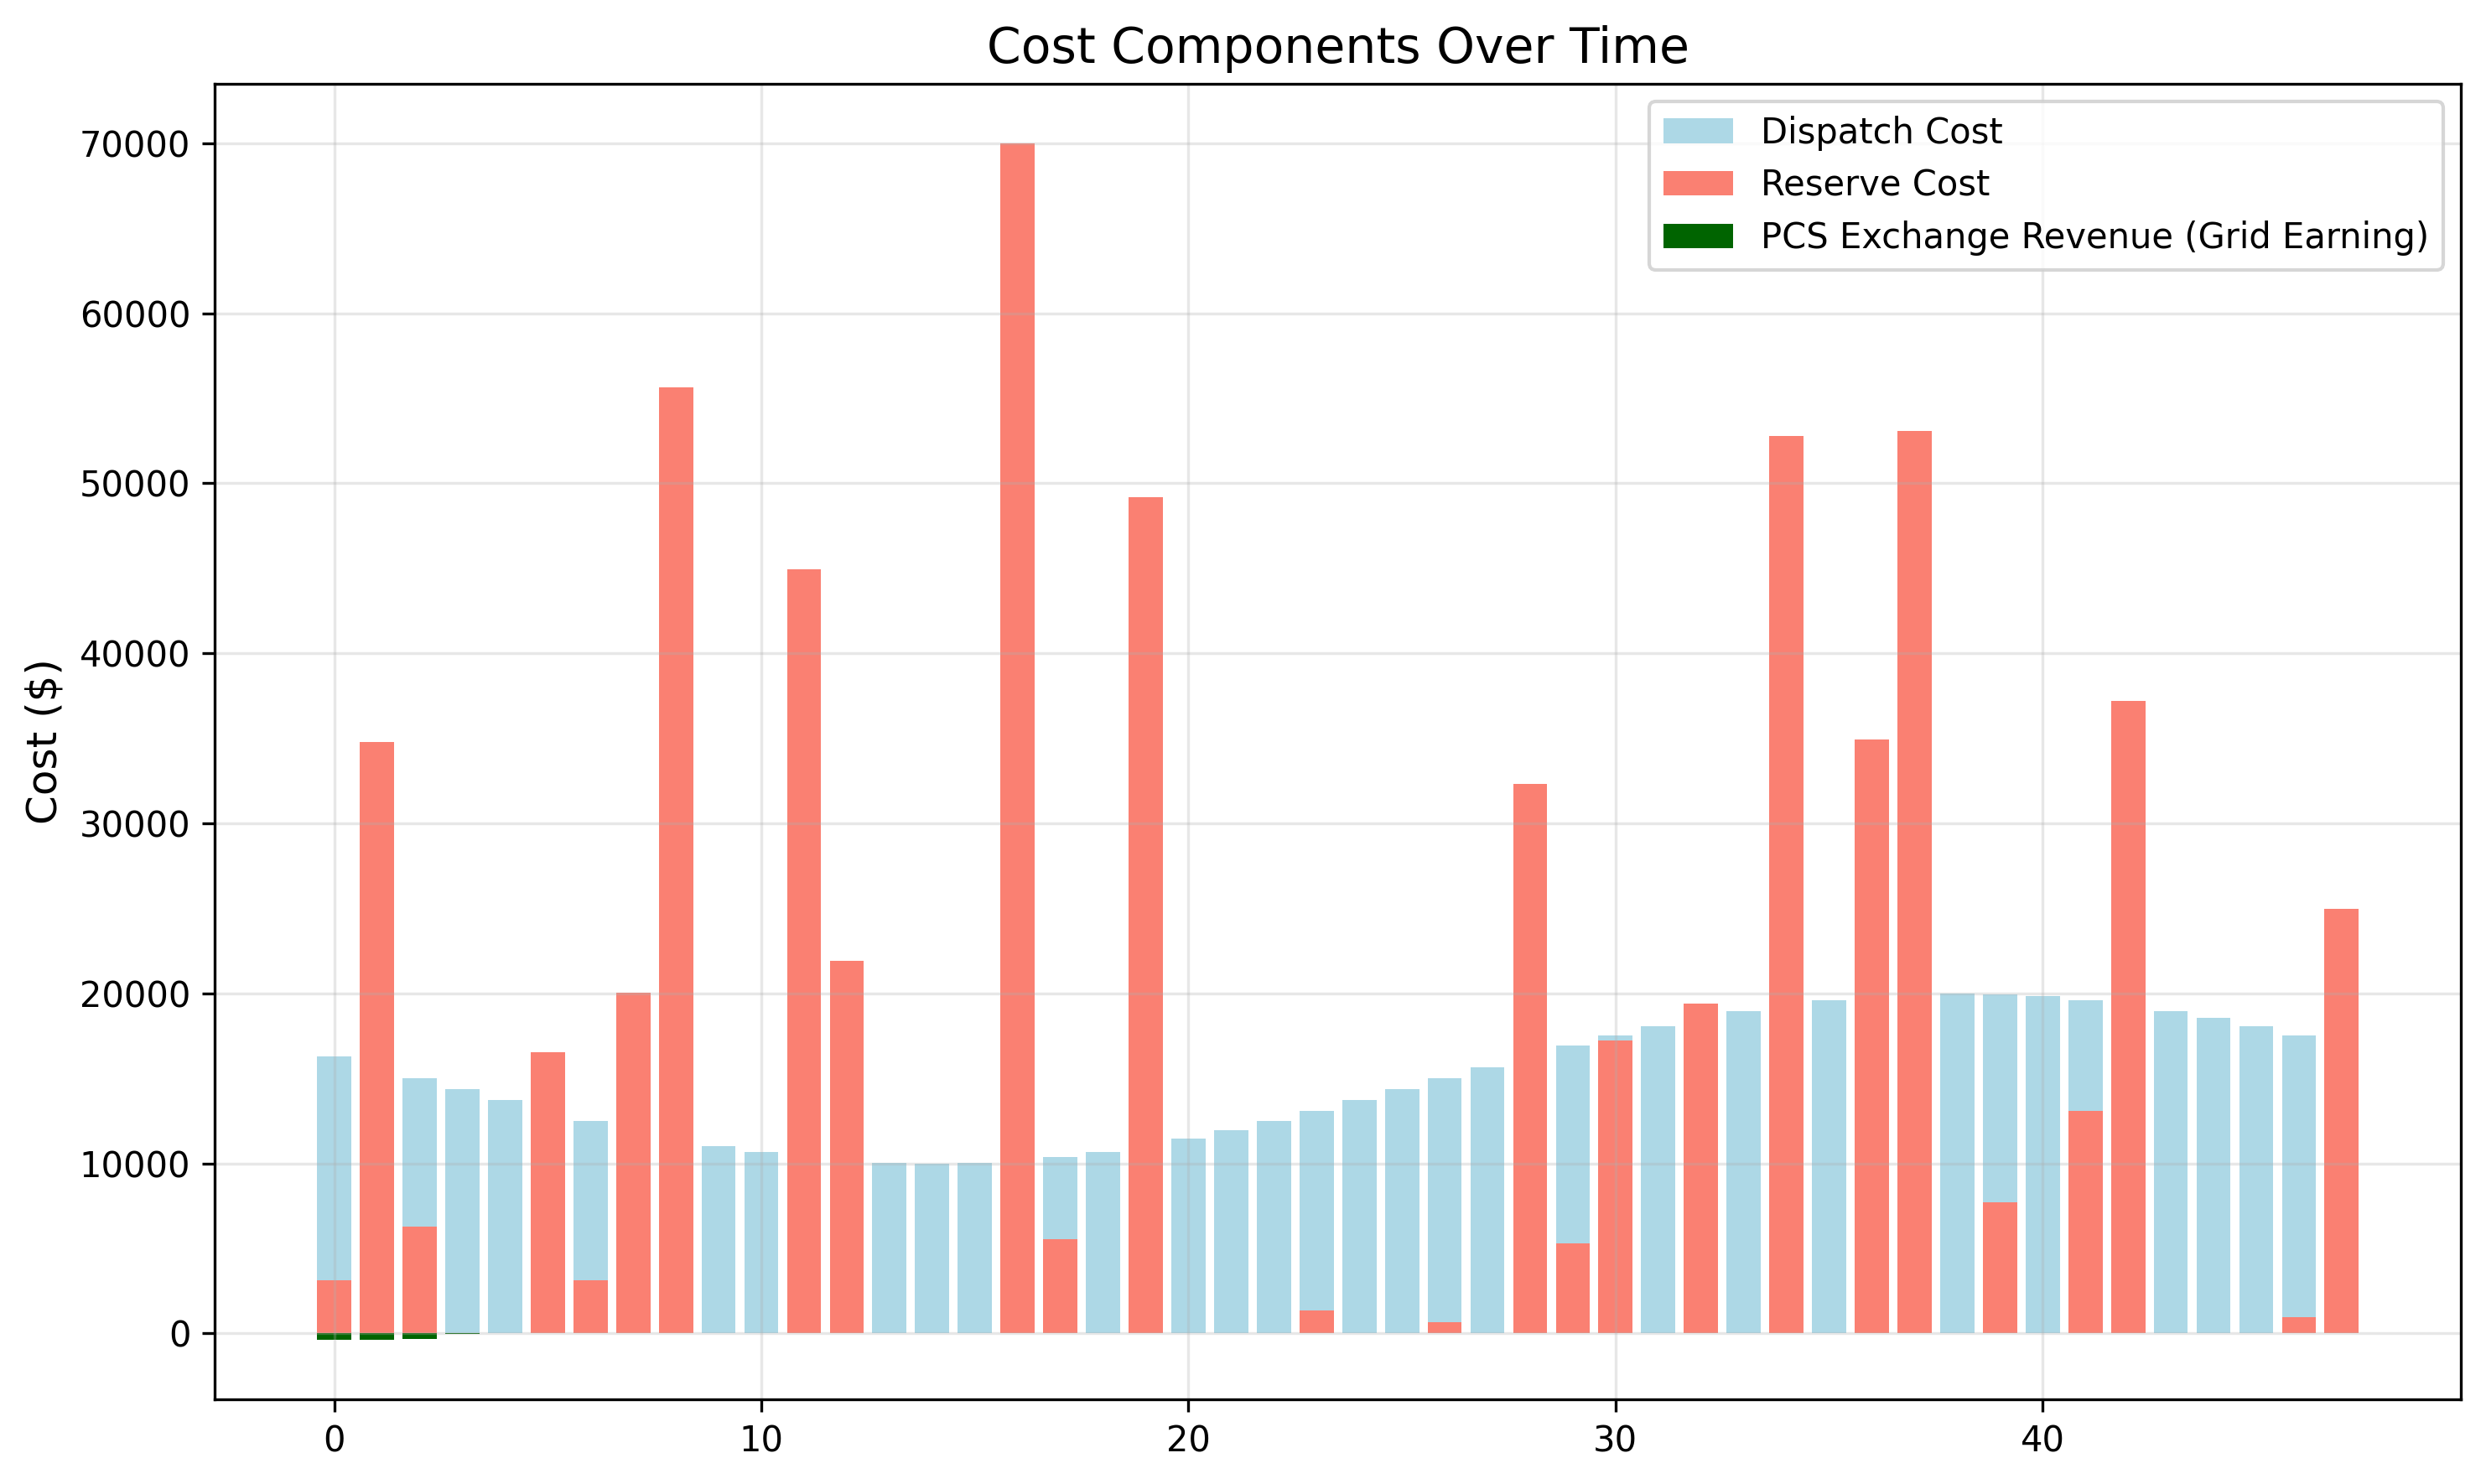 Cost Components Over Time
Dispatch Cost
Reserve Cost
PCS Exchange Revenue (Grid Earning)
Cost ($)
70000
60000
50000
40000
30000
20000
10000
0
0 10 20 30 40